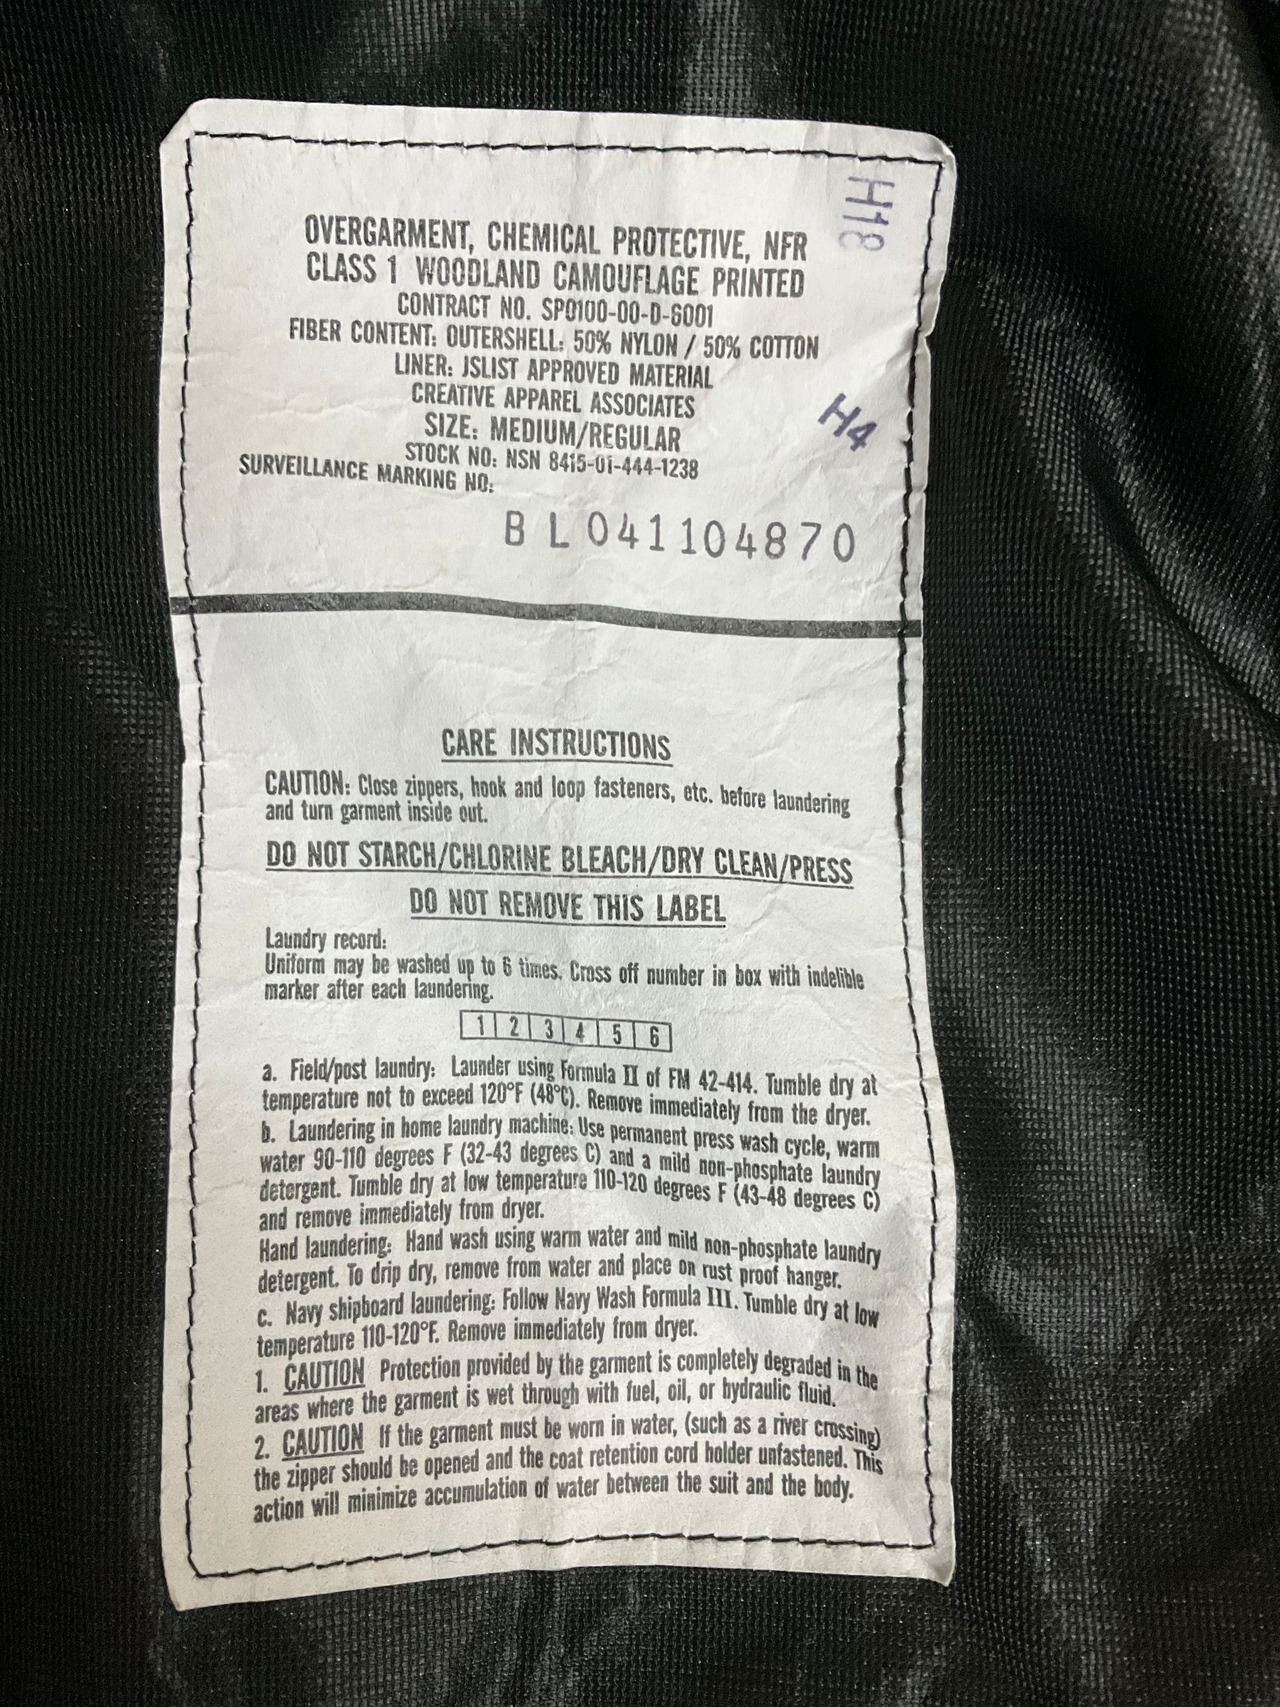 H18
OVERGARMENT, CHEMICAL PROTECTIVE, NFR
CLASS 1 WOODLAND CAMOUFLAGE PRINTED
CONTRACT NO. SP0100-00-D-6001
FIBER CONTENT: OUTERSHELL: 50% NYLON / 50% COTTON
LINER: JSLIST APPROVED MATERIAL
CREATIVE APPAREL ASSOCIATES
H4
SIZE: MEDIUM/REGULAR
STOCK NO: NSN 8415-01-444-1238
SURVEILLANCE MARKING NO:
B L 041104870
CARE INSTRUCTIONS
CAUTION: Close zippers, hook and loop fasteners, etc. before laundering
and turn garment inside out.
DO NOT STARCH/CHLORINE BLEACH/DRY CLEAN/PRESS
DO NOT REMOVE THIS LABEL
Laundry record:
Uniform may be washed up to 6 times. Cross off number in box with indelible
marker after each laundering.
1 2 3 4 5 6
a. Field/post laundry: Launder using Formula II of FM 42-414. Tumble dry at
temperature not to exceed 120°F (48°C). Remove immediately from the dryer.
b. Laundering in home laundry machine: Use permanent press wash cycle, warm
water 90-110 degrees F (32-43 degrees C) and a mild non-phosphate laundry
detergent. Tumble dry at low temperature 110-120 degrees F (43-48 degrees C)
and remove immediately from dryer.
Hand laundering: Hand wash using warm water and mild non-phosphate laundry
detergent. To drip dry, remove from water and place on rust proof hanger.
c. Navy shipboard laundering: Follow Navy Wash Formula III. Tumble dry at low
temperature 110-120°F. Remove immediately from dryer.
1. CAUTION Protection provided by the garment is completely degraded in the
areas where the garment is wet through with fuel, oil, or hydraulic fluid.
2. CAUTION If the garment must be worn in water, (such as a river crossing)
the zipper should be opened and the coat retention cord holder unfastened. This
action will minimize accumulation of water between the suit and the body.